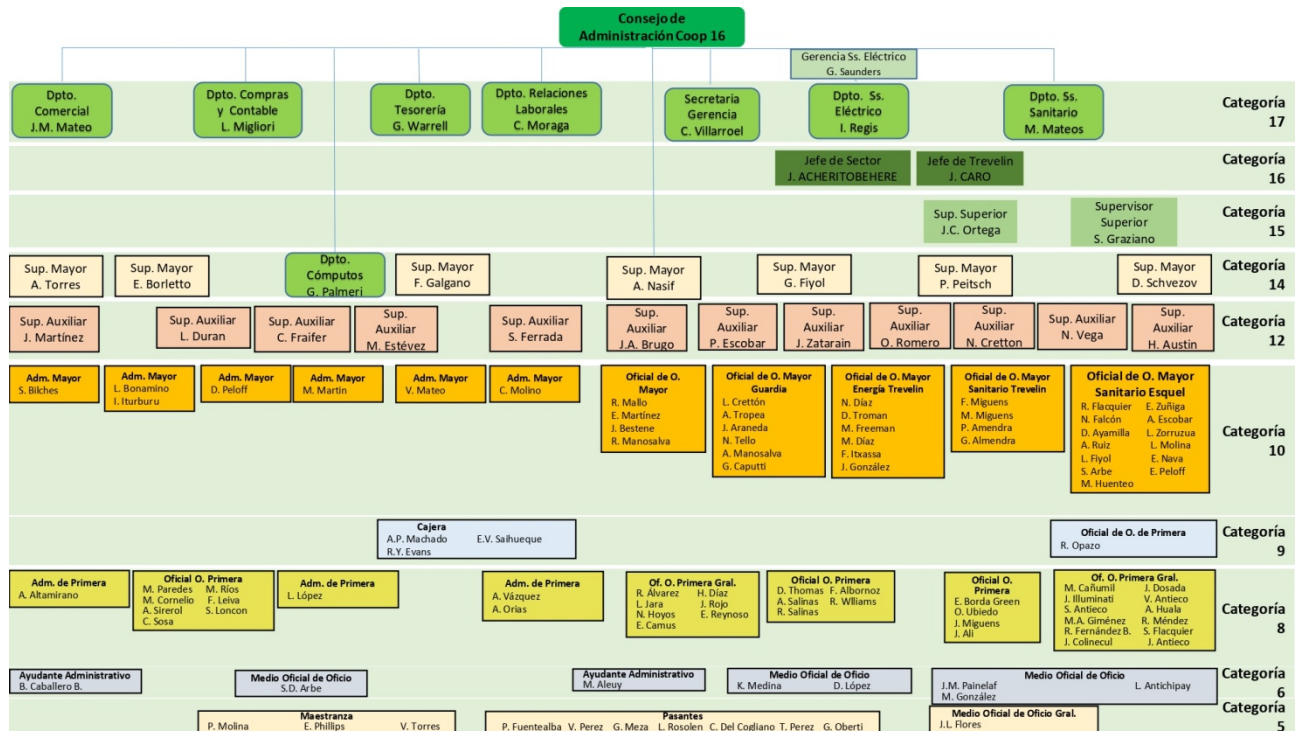 Consejo de
Administración Coop 16
Gerencia Ss. Eléctrico
G. Saunders
Dpto.
Comercial
J.M. Mateo
Dpto. Compras
y Contable
L. Migliori
Dpto.
Tesorería
G. Warrell
Dpto. Relaciones
Laborales
C. Moraga
Secretaria
Gerencia
C. Villarroel
Dpto. Ss.
Eléctrico
I. Regis
Dpto. Ss.
Sanitario
M. Mateos
Categoría
17
Jefe de Sector
J. ACHERITOBEHERE
Jefe de Trevelin
J. CARO
Categoría
16
Sup. Superior
J.C. Ortega
Supervisor
Superior
S. Graziano
Categoría
15
Sup. Mayor
A. Torres
Sup. Mayor
E. Borletto
Dpto.
Cómputos
G. Palmeri
Sup. Mayor
F. Galgano
Sup. Mayor
A. Nasif
Sup. Mayor
G. Fiyol
Sup. Mayor
P. Peitsch
Sup. Mayor
D. Schvezov
Categoría
14
Sup. Auxiliar
J. Martínez
Sup. Auxiliar
L. Duran
Sup. Auxiliar
C. Fraifer
Sup.
Auxiliar
M. Estévez
Sup. Auxiliar
S. Ferrada
Sup.
Auxiliar
J.A. Brugo
Sup.
Auxiliar
P. Escobar
Sup.
Auxiliar
J. Zatarain
Sup.
Auxiliar
O. Romero
Sup.
Auxiliar
N. Cretton
Sup. Auxiliar
N. Vega
Sup.
Auxiliar
H. Austin
Categoría
12
Adm. Mayor
S. Bilches
Adm. Mayor
L. Bonamino
I. Iturburu
Adm. Mayor
D. Peloff
Adm. Mayor
M. Martin
Adm. Mayor
V. Mateo
Adm. Mayor
C. Molino
Oficial de O.
Mayor
R. Mallo
E. Martínez
J. Bestene
R. Manosalva
Oficial de O. Mayor
Guardia
L. Crettón
A. Tropea
J. Araneda
N. Tello
A. Manosalva
G. Caputti
Oficial de O. Mayor
Energía Trevelin
N. Díaz
D. Troman
M. Freeman
M. Díaz
F. Itxassa
J. González
Oficial de O. Mayor
Sanitario Trevelin
F. Miguens
M. Miguens
P. Amendra
G. Almendra
Oficial de O. Mayor
Sanitario Esquel
R. Flacquier E. Zuñiga
N. Falcón A. Escobar
D. Ayamilla L. Zorruzua
A. Ruiz L. Molina
L. Fiyol E. Nava
S. Arbe E. Peloff
M. Huenteo
Categoría
10
Cajera
A.P. Machado E.V. Saihueque
R.Y. Evans
Oficial de O. de Primera
R. Opazo
Categoría
9
Adm. de Primera
A. Altamirano
Oficial O. Primera
M. Paredes M. Ríos
M. Cornelio F. Leiva
A. Sirerol S. Loncon
C. Sosa
Adm. de Primera
L. López
Adm. de Primera
A. Vázquez
A. Orias
Of. O. Primera Gral.
R. Álvarez H. Díaz
L. Jara J. Rojo
N. Hoyos E. Reynoso
E. Camus
Oficial O. Primera
D. Thomas F. Albornoz
A. Salinas R. Wlliams
R. Salinas
Oficial O.
Primera
E. Borda Green
O. Ubiedo
J. Miguens
J. Ali
Of. O. Primera Gral.
M. Cañumil J. Dosada
J. Illuminati V. Antieco
S. Antieco A. Huala
M.A. Giménez R. Méndez
R. Fernández B. S. Flacquier
J. Colinecul J. Antieco
Categoría
8
Ayudante Administrativo
B. Caballero B.
Medio Oficial de Oficio
S.D. Arbe
Ayudante Administrativo
M. Aleuy
Medio Oficial de Oficio
K. Medina D. López
Medio Oficial de Oficio
J.M. Painelaf L. Antichipay
M. González
Categoría
6
Maestranza
P. Molina E. Phillips V. Torres
Pasantes
P. Fuentealba V. Perez G. Meza L. Rosolen C. Del Cogliano T. Perez G. Oberti
Medio Oficial de Oficio Gral.
J.L. Flores
Categoría
5